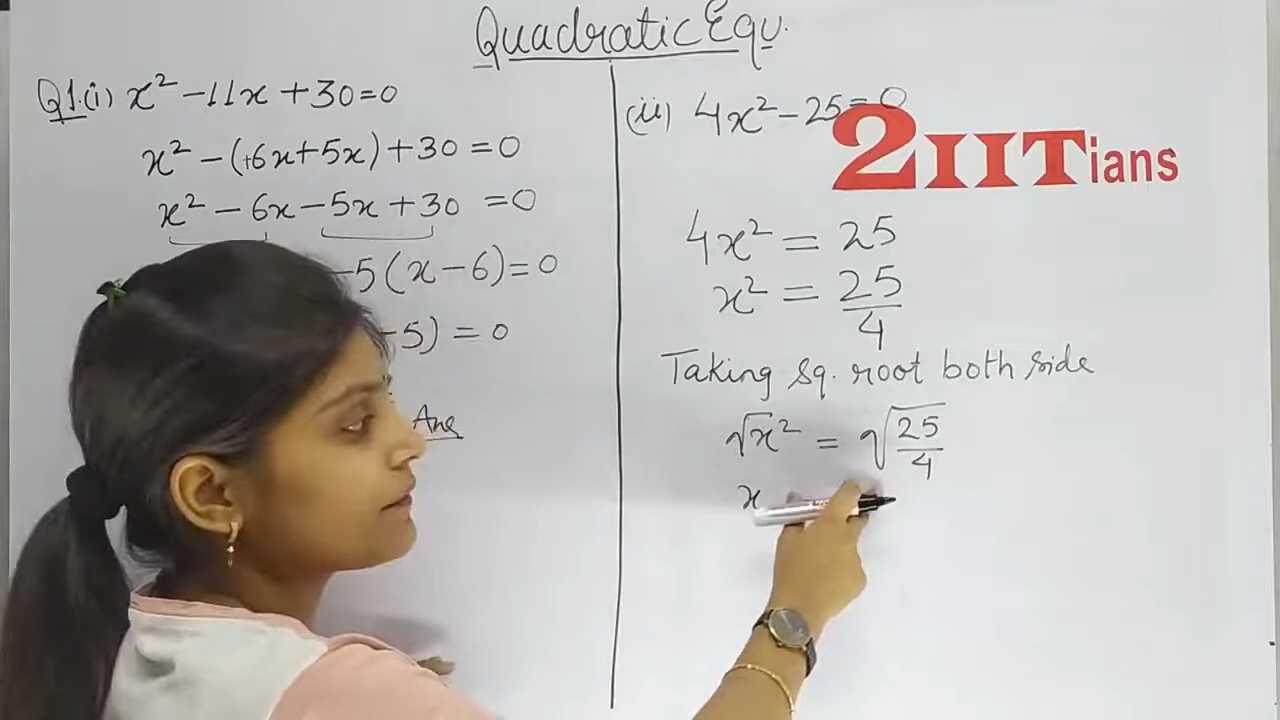 Quadratic Equ.
Q1.(i) x² - 11x + 30 = 0
x² - (+6x + 5x) + 30 = 0
x² - 6x - 5x + 30 = 0
-5(x - 6) = 0
-5) = 0
Ans
(ii) 4x² - 25 = 0
2IITians
4x² = 25
x² = 25/4
Taking sq. root both side
√x² = √25/4
x